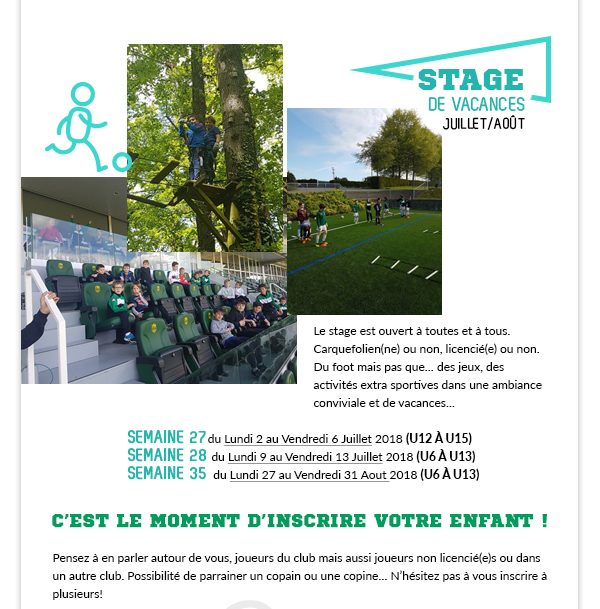 STAGE
DE VACANCES
JUILLET/AOÛT
Le stage est ouvert à toutes et à tous.
Carquefolien(ne) ou non, licencié(e) ou non.
Du foot mais pas que... des jeux, des
activités extra sportives dans une ambiance
conviviale et de vacances...
SEMAINE 27 du Lundi 2 au Vendredi 6 Juillet 2018 (U12 À U15)
SEMAINE 28 du Lundi 9 au Vendredi 13 Juillet 2018 (U6 À U13)
SEMAINE 35 du Lundi 27 au Vendredi 31 Aout 2018 (U6 À U13)
C'EST LE MOMENT D'INSCRIRE VOTRE ENFANT !
Pensez à en parler autour de vous, joueurs du club mais aussi joueurs non licencié(e)s ou dans
un autre club. Possibilité de parrainer un copain ou une copine... N'hésitez pas à vous inscrire à
plusieurs!